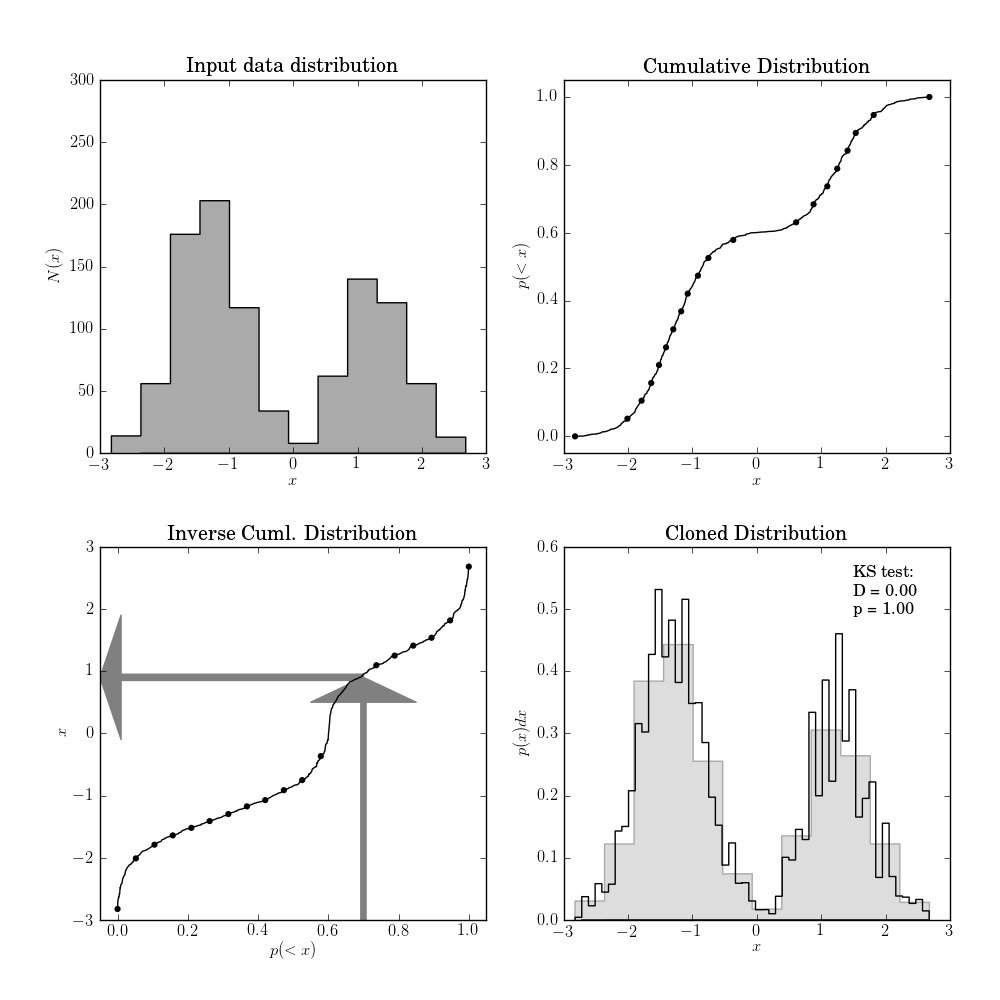 Input data distribution
300
250
200
150
100
50
0
N(x)
−3 −2 −1 0 1 2 3
x
Cumulative Distribution
1.0
0.8
0.6
0.4
0.2
0.0
p(< x)
−3 −2 −1 0 1 2 3
x
Inverse Cuml. Distribution
3
2
1
0
−1
−2
−3
x
0.0 0.2 0.4 0.6 0.8 1.0
p(< x)
Cloned Distribution
KS test:
D = 0.00
p = 1.00
0.6
0.5
0.4
0.3
0.2
0.1
0.0
p(x)dx
−3 −2 −1 0 1 2 3
x